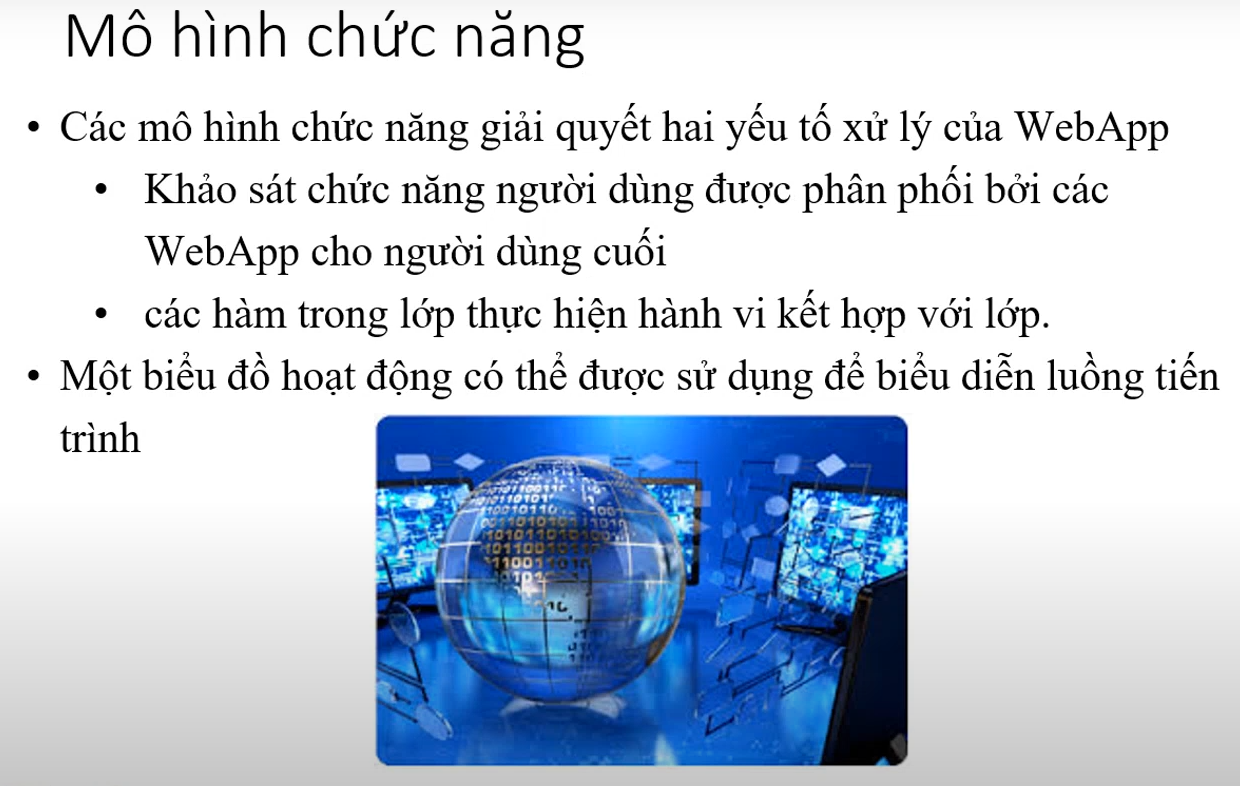 Mô hình chức năng
• Các mô hình chức năng giải quyết hai yếu tố xử lý của WebApp
• Khảo sát chức năng người dùng được phân phối bởi các
WebApp cho người dùng cuối
• các hàm trong lớp thực hiện hành vi kết hợp với lớp.
• Một biểu đồ hoạt động có thể được sử dụng để biểu diễn luồng tiến
trình